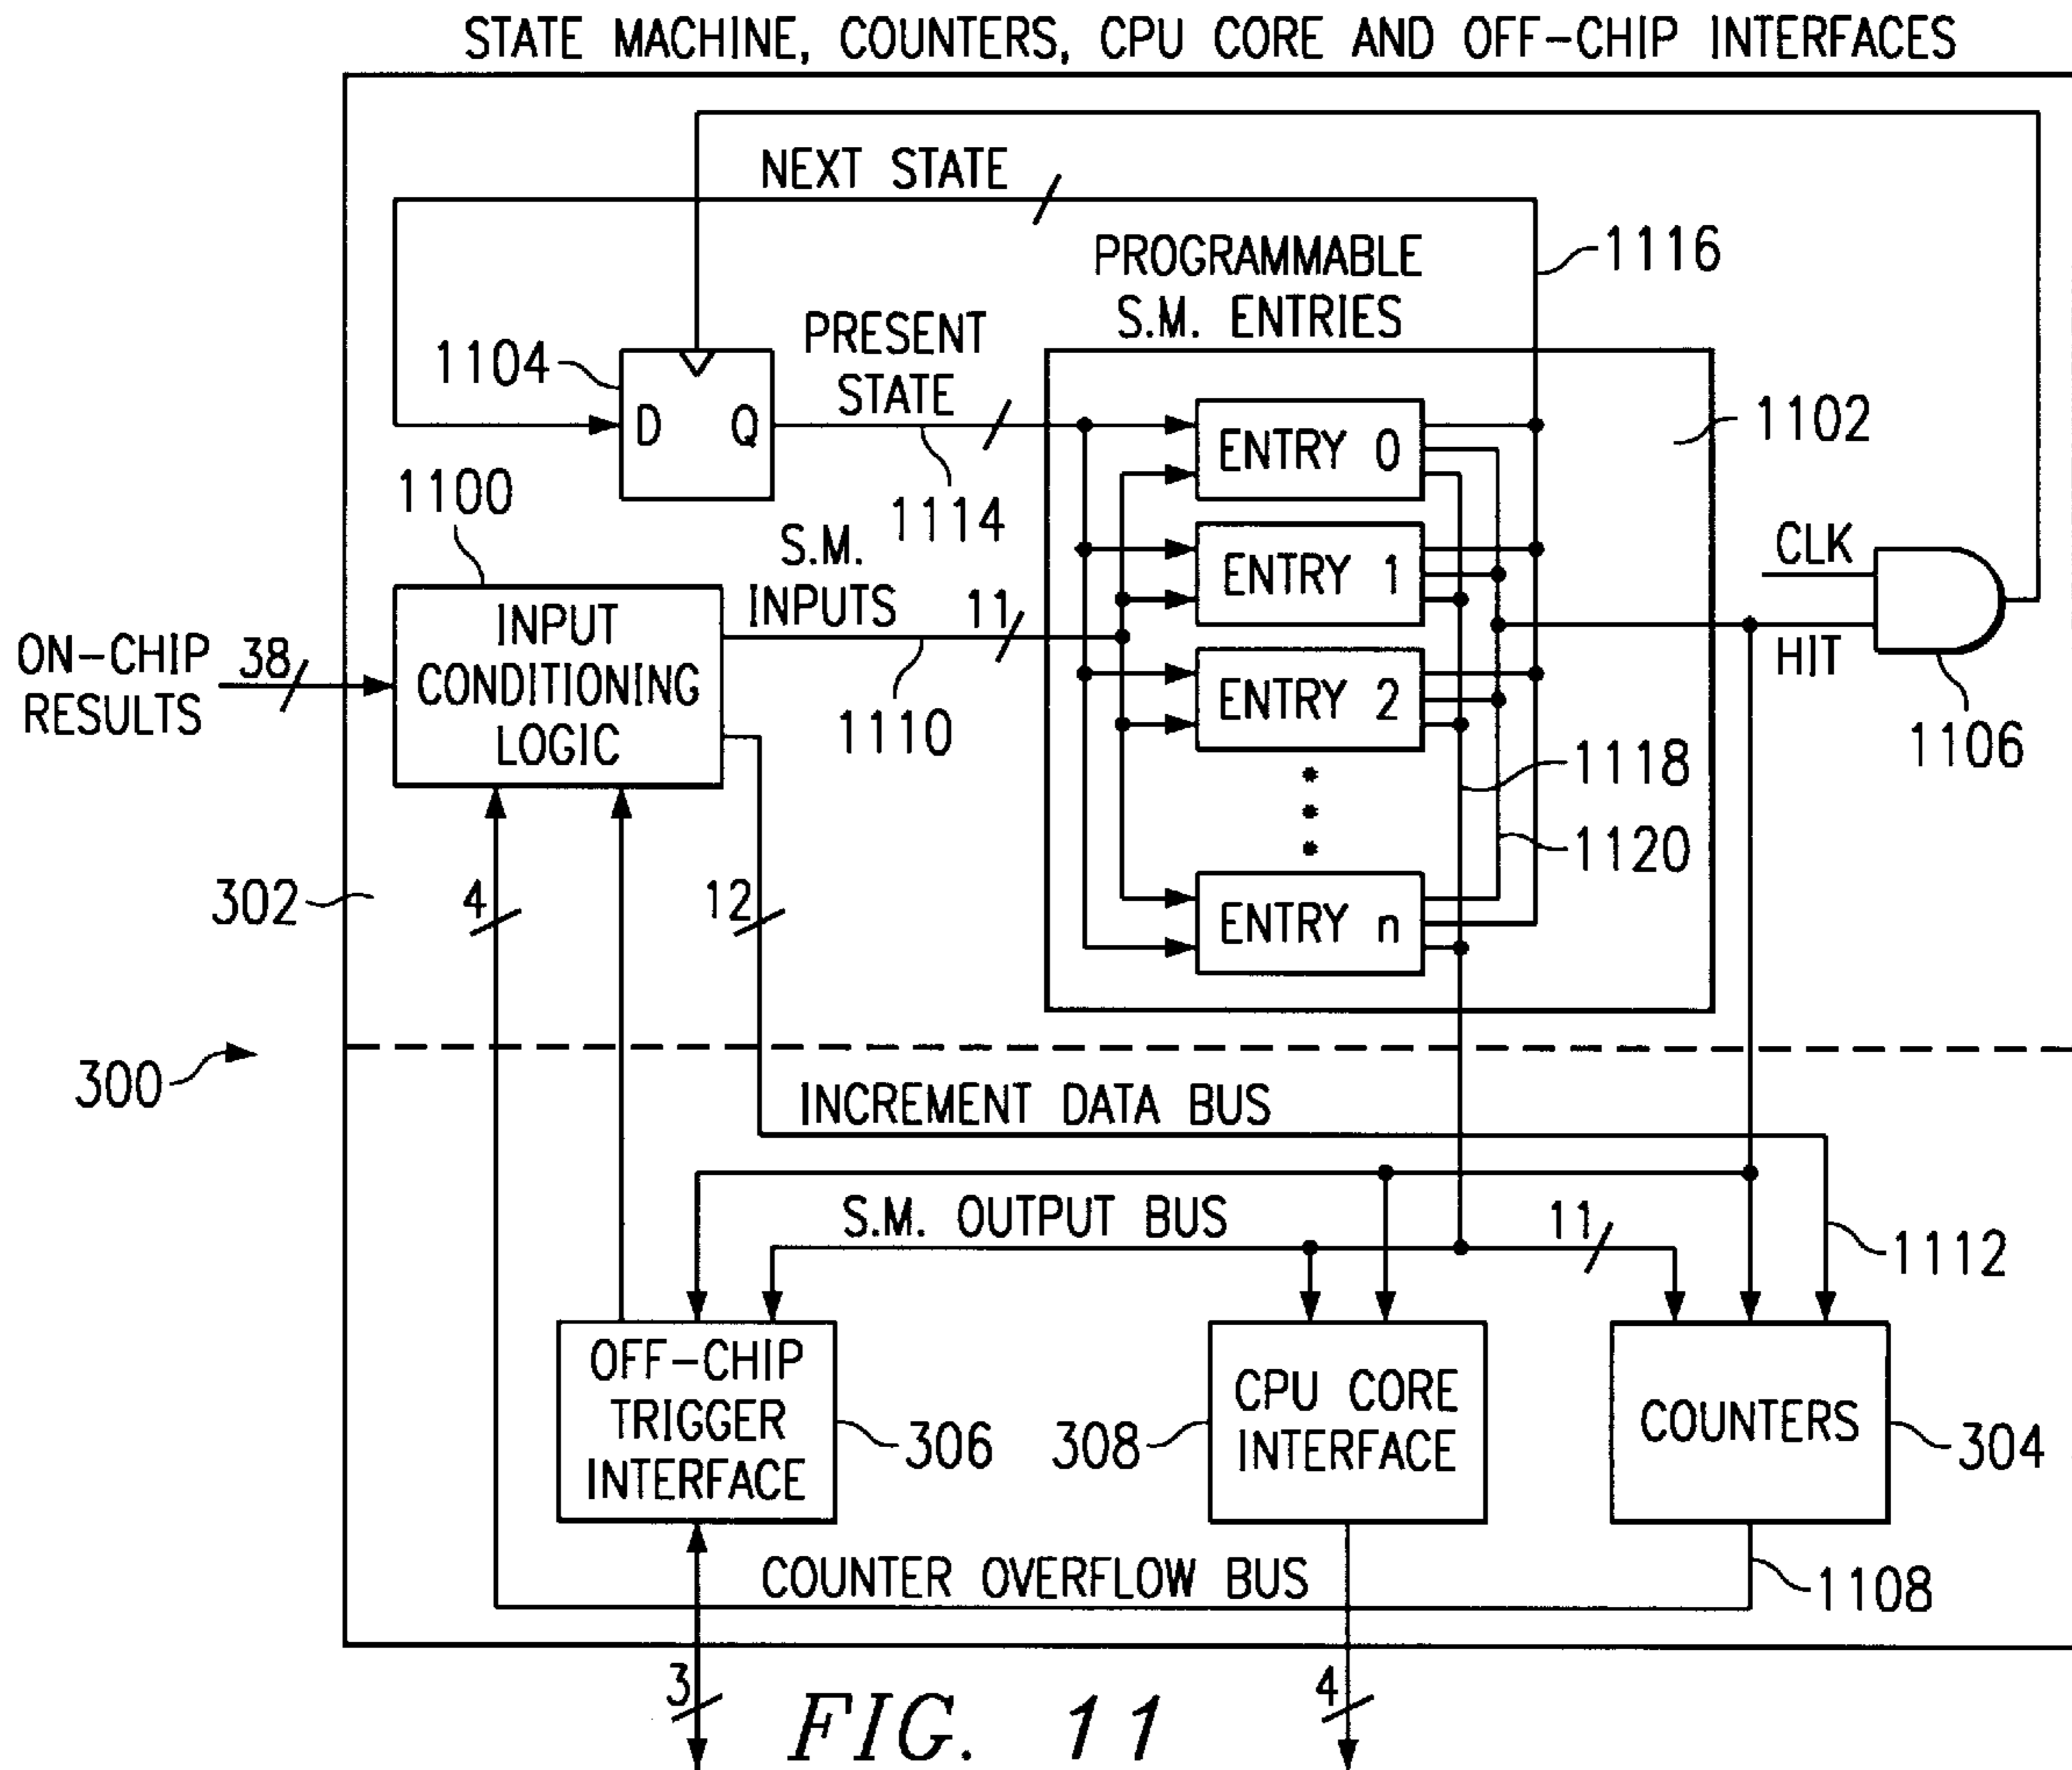 STATE MACHINE, COUNTERS, CPU CORE AND OFF-CHIP INTERFACES
NEXT STATE
1116
PROGRAMMABLE
S.M. ENTRIES
PRESENT
STATE
1104
D Q
1102
ENTRY 0
1100
1114
S.M.
INPUTS
11
CLK
ENTRY 1
ON-CHIP
RESULTS
38
INPUT
CONDITIONING
LOGIC
HIT
1110
ENTRY 2
1106
1118
1120
302
4
12
ENTRY n
300
INCREMENT DATA BUS
S.M. OUTPUT BUS
11
1112
OFF-CHIP
TRIGGER
INTERFACE
306
308
CPU CORE
INTERFACE
COUNTERS
304
COUNTER OVERFLOW BUS
1108
3
4
FIG. 11